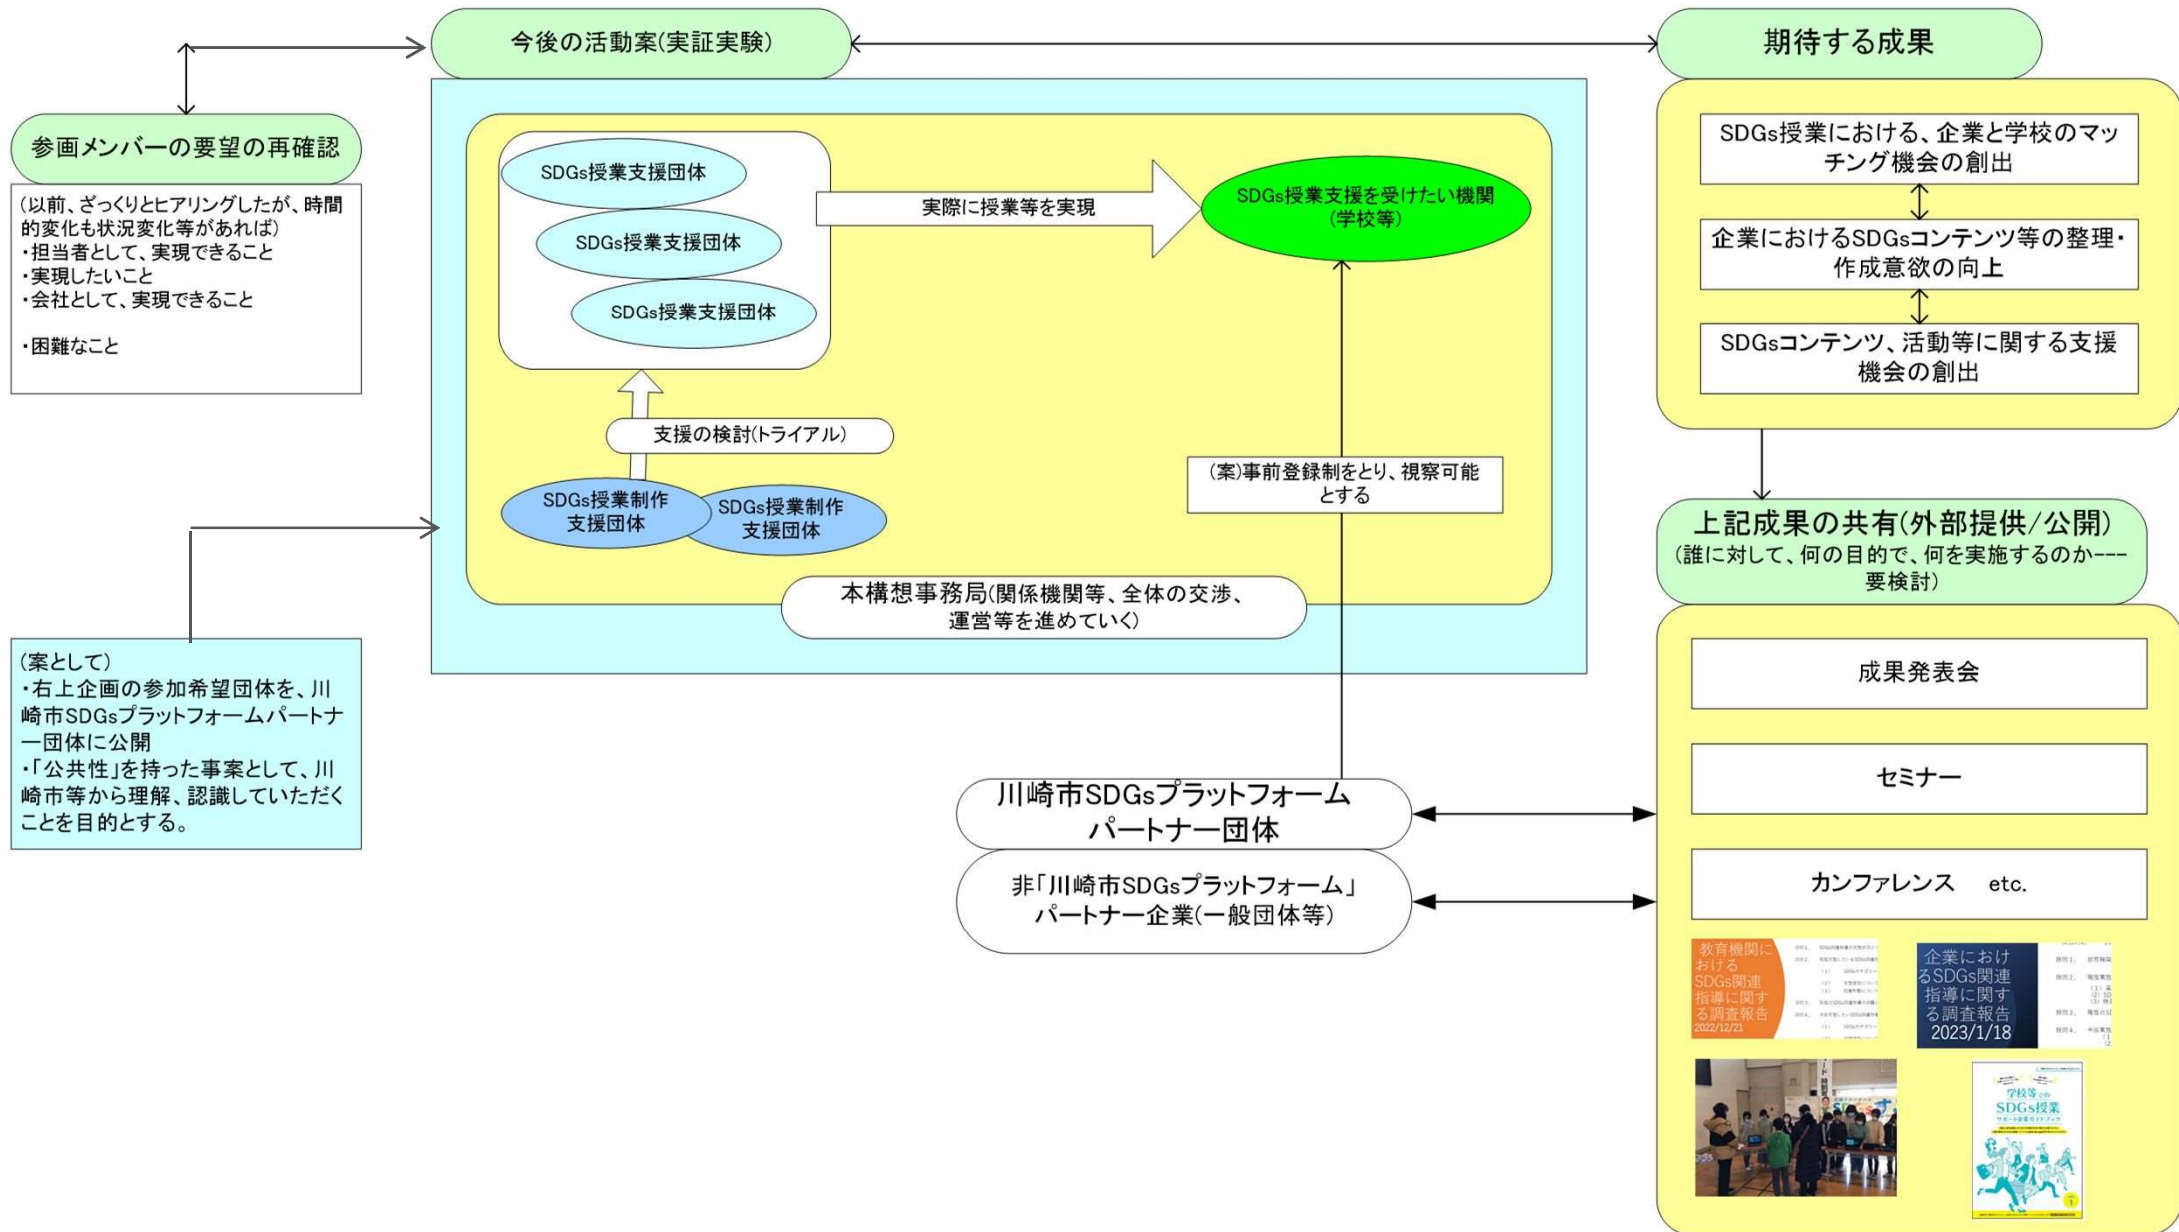 今後の活動案(実証実験)
期待する成果
参画メンバーの要望の再確認
(以前、ざっくりとヒアリングしたが、時間
的変化も状況変化等があれば)
・担当者として、実現できること
・実現したいこと
・会社として、実現できること
・困難なこと
SDGs授業支援団体
SDGs授業支援団体
SDGs授業支援団体
実際に授業等を実現
SDGs授業支援を受けたい機関
(学校等)
支援の検討(トライアル)
SDGs授業制作
支援団体
SDGs授業制作
支援団体
(案)事前登録制をとり、視察可能
とする
本構想事務局(関係機関等、全体の交渉、
運営等を進めていく)
SDGs授業における、企業と学校のマッ
チング機会の創出
企業におけるSDGsコンテンツ等の整理・
作成意欲の向上
SDGsコンテンツ、活動等に関する支援
機会の創出
上記成果の共有(外部提供/公開)
(誰に対して、何の目的で、何を実施するのか---
要検討)
(案として)
・右上企画の参加希望団体を、川
崎市SDGsプラットフォームパートナ
ー団体に公開
・「公共性」を持った事案として、川
崎市等から理解、認識していただく
ことを目的とする。
川崎市SDGsプラットフォーム
パートナー団体
非「川崎市SDGsプラットフォーム」
パートナー企業(一般団体等)
成果発表会
セミナー
カンファレンス　etc.
教育機関に
おける
SDGs関連
指導に関す
る調査報告
2022/12/21
企業におけ
るSDGs関連
指導に関す
る調査報告
2023/1/18
学校等での
SDGs授業
サポート企業ガイドブック